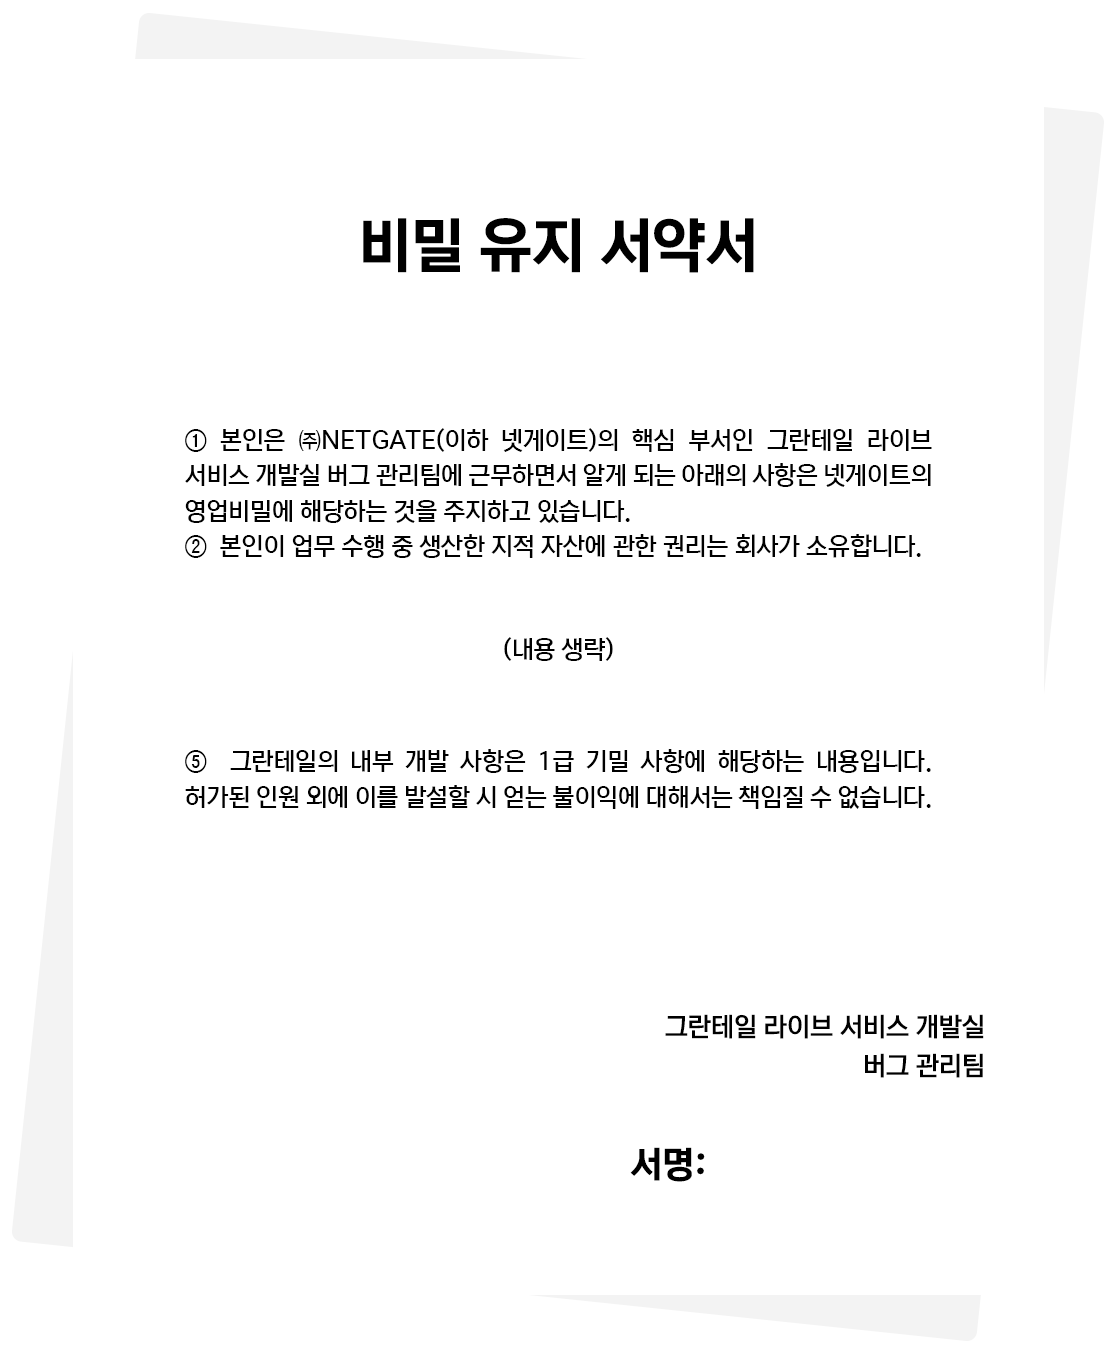 비밀 유지 서약서
① 본인은 ㈜NETGATE(이하 넷게이트)의 핵심 부서인 그란테일 라이브
서비스 개발실 버그 관리팀에 근무하면서 알게 되는 아래의 사항은 넷게이트의
영업비밀에 해당하는 것을 주지하고 있습니다.
② 본인이 업무 수행 중 생산한 지적 자산에 관한 권리는 회사가 소유합니다.
(내용 생략)
⑤ 그란테일의 내부 개발 사항은 1급 기밀 사항에 해당하는 내용입니다.
허가된 인원 외에 이를 발설할 시 얻는 불이익에 대해서는 책임질 수 없습니다.
그란테일 라이브 서비스 개발실
버그 관리팀
서명: